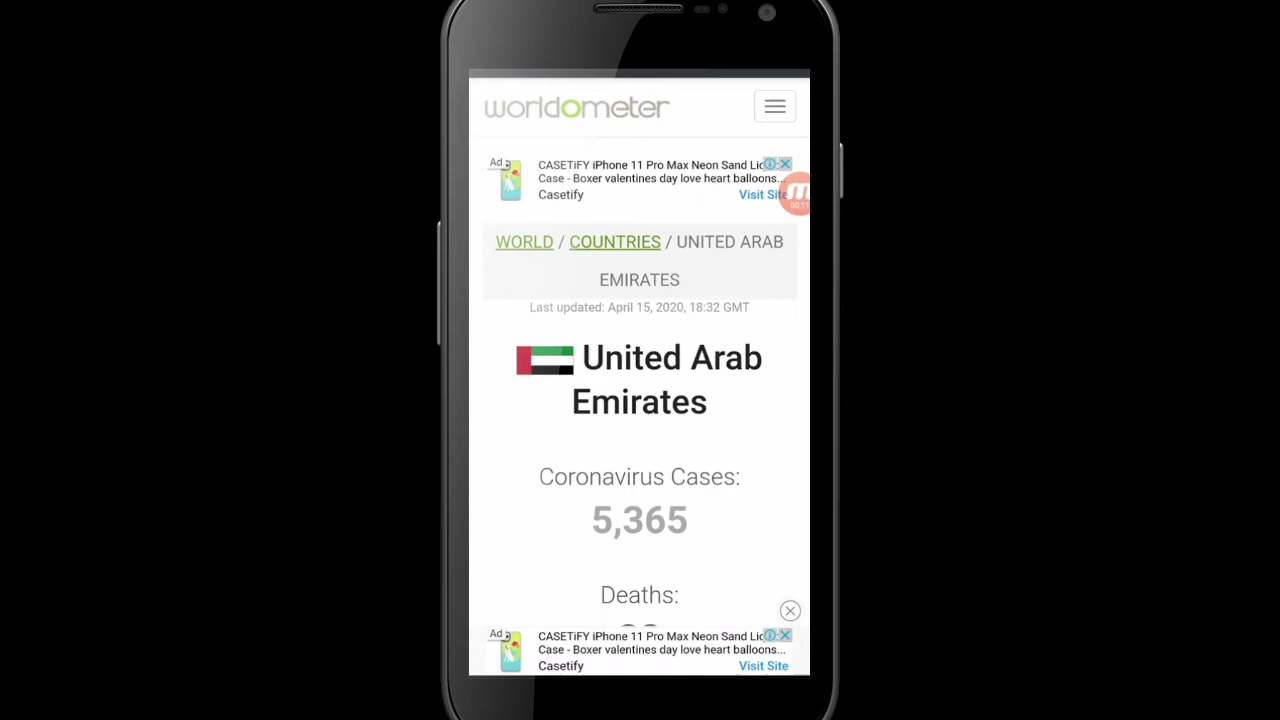 worldometer
Ad
CASETiFY iPhone 11 Pro Max Neon Sand
Case - Boxer valentines day love heart balloons...
Casetify
Visit Site
00:11
WORLD / COUNTRIES / UNITED ARAB
EMIRATES
Last updated: April 15, 2020, 18:32 GMT
United Arab
Emirates
Coronavirus Cases:
5,365
Deaths:
Ad
CASETiFY iPhone 11 Pro Max Neon Sand
Case - Boxer valentines day love heart balloons...
Casetify
Visit Site